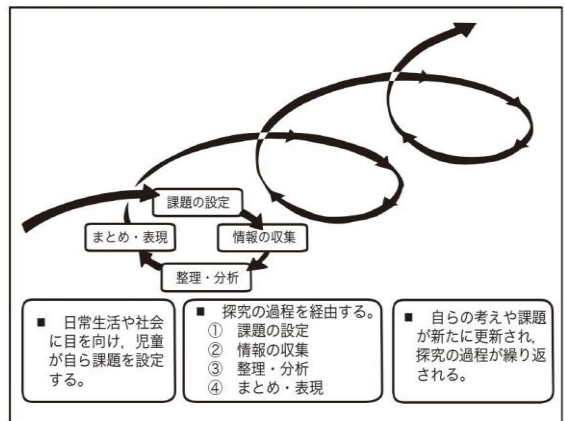 課題の設定
まとめ・表現
情報の収集
整理・分析
■ 日常生活や社会
に目を向け，児童
が自ら課題を設定
する。
■ 探究の過程を経由する。
① 課題の設定
② 情報の収集
③ 整理・分析
④ まとめ・表現
■ 自らの考えや課題
が新たに更新され，
探究の過程が繰り返
される。